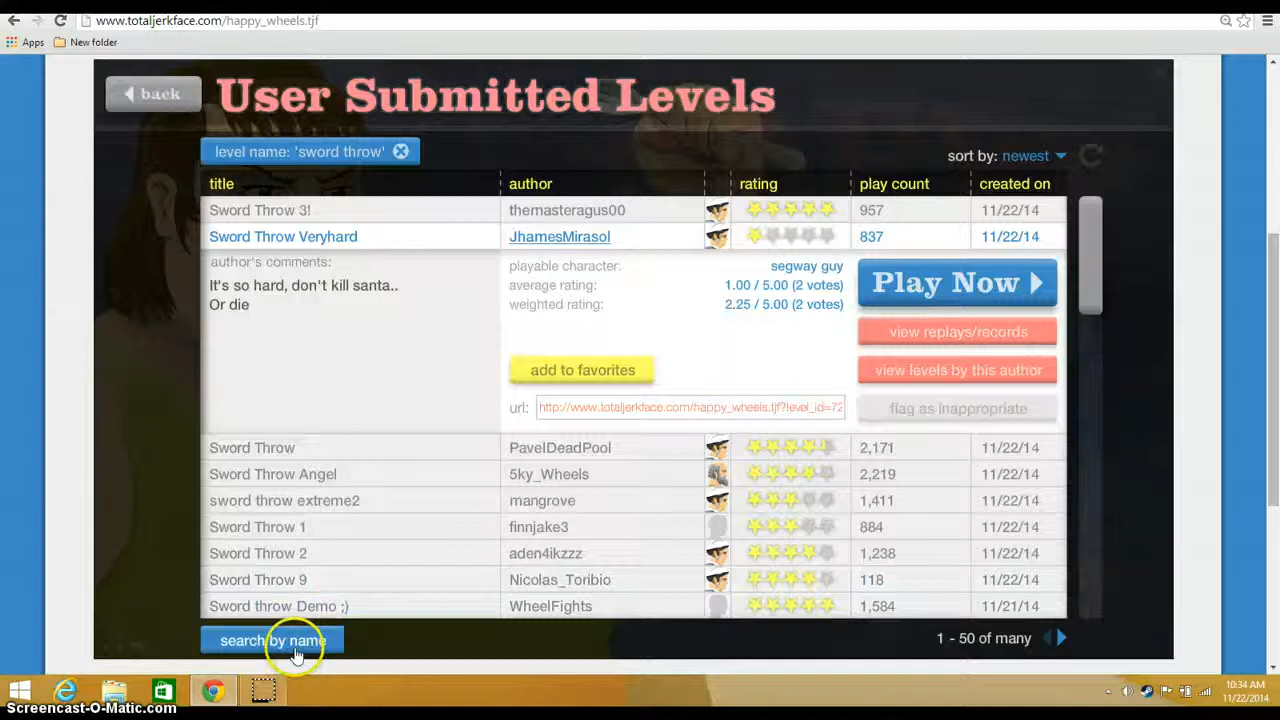 www.totaljerkface.com/happy_wheels.tjf
Apps New folder
back User Submitted Levels
level name: 'sword throw'
sort by: newest
title author rating play count created on
Sword Throw 3! themasteragus00 957 11/22/14
Sword Throw Veryhard JhamesMirasol 837 11/22/14
author's comments:
It's so hard, don't kill santa..
Or die
playable character: segway guy
average rating: 1.00 / 5.00 (2 votes)
weighted rating: 2.25 / 5.00 (2 votes)
Play Now
view replays/records
add to favorites
view levels by this author
url: http://www.totaljerkface.com/happy_wheels.tjf?level_id=72
flag as inappropriate
Sword Throw PavelDeadPool 2,171 11/22/14
Sword Throw Angel 5ky_Wheels 2,219 11/22/14
sword throw extreme2 mangrove 1,411 11/22/14
Sword Throw 1 finnjake3 884 11/22/14
Sword Throw 2 aden4ikzzz 1,238 11/22/14
Sword Throw 9 Nicolas_Toribio 118 11/22/14
Sword throw Demo ;) WheelFights 1,584 11/21/14
search by name
1 - 50 of many
10:34 AM
11/22/2014
Screencast-O-Matic.com